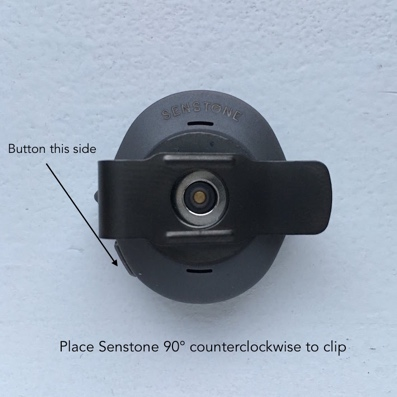 SENSTONE
Button this side
Place Senstone 90° counterclockwise to clip